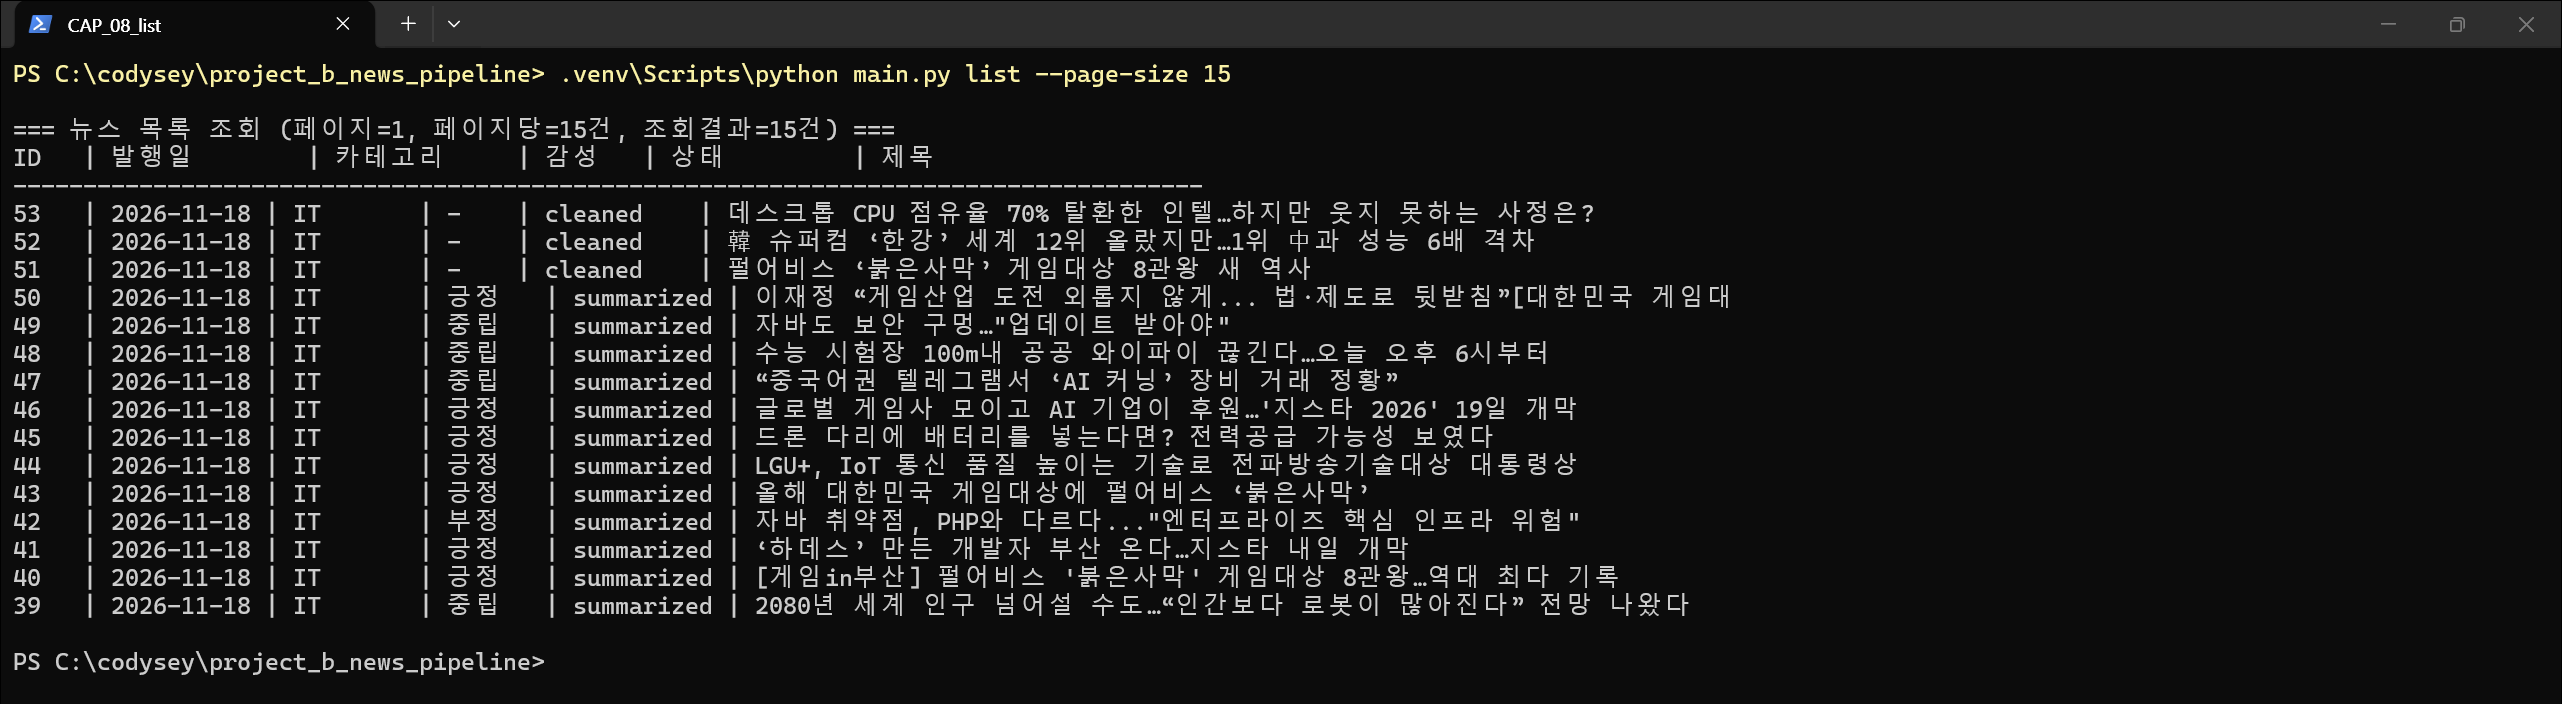 CAP_08_list
PS C:\codysey\project_b_news_pipeline> .venv\Scripts\python main.py list --page-size 15
=== 뉴스 목록 조회 (페이지=1, 페이지당=15건, 조회결과=15건) ===
ID | 발행일 | 카테고리 | 감성 | 상태 | 제목
-------------------------------------------------------------------------------------
53 | 2026-11-18 | IT | - | cleaned | 데스크톱 CPU 점유율 70% 탈환한 인텔…하지만 웃지 못하는 사정은?
52 | 2026-11-18 | IT | - | cleaned | 韓 슈퍼컴 ‘한강’ 세계 12위 올랐지만…1위 中과 성능 6배 격차
51 | 2026-11-18 | IT | - | cleaned | 펄어비스 ‘붉은사막’ 게임대상 8관왕 새 역사
50 | 2026-11-18 | IT | 긍정 | summarized | 이재정 “게임산업 도전 외롭지 않게... 법·제도로 뒷받침”[대한민국 게임대
49 | 2026-11-18 | IT | 중립 | summarized | 자바도 보안 구멍…"업데이트 받아야"
48 | 2026-11-18 | IT | 중립 | summarized | 수능 시험장 100m내 공공 와이파이 끊긴다…오늘 오후 6시부터
47 | 2026-11-18 | IT | 중립 | summarized | “중국어권 텔레그램서 ‘AI 커닝’ 장비 거래 정황”
46 | 2026-11-18 | IT | 긍정 | summarized | 글로벌 게임사 모이고 AI 기업이 후원…'지스타 2026' 19일 개막
45 | 2026-11-18 | IT | 긍정 | summarized | 드론 다리에 배터리를 넣는다면? 전력공급 가능성 보였다
44 | 2026-11-18 | IT | 긍정 | summarized | LGU+, IoT 통신 품질 높이는 기술로 전파방송기술대상 대통령상
43 | 2026-11-18 | IT | 긍정 | summarized | 올해 대한민국 게임대상에 펄어비스 ‘붉은사막’
42 | 2026-11-18 | IT | 부정 | summarized | 자바 취약점, PHP와 다르다..."엔터프라이즈 핵심 인프라 위험"
41 | 2026-11-18 | IT | 긍정 | summarized | ‘하데스’ 만든 개발자 부산 온다…지스타 내일 개막
40 | 2026-11-18 | IT | 긍정 | summarized | [게임in부산] 펄어비스 '붉은사막' 게임대상 8관왕…역대 최다 기록
39 | 2026-11-18 | IT | 중립 | summarized | 2080년 세계 인구 넘어설 수도…“인간보다 로봇이 많아진다” 전망 나왔다
PS C:\codysey\project_b_news_pipeline>